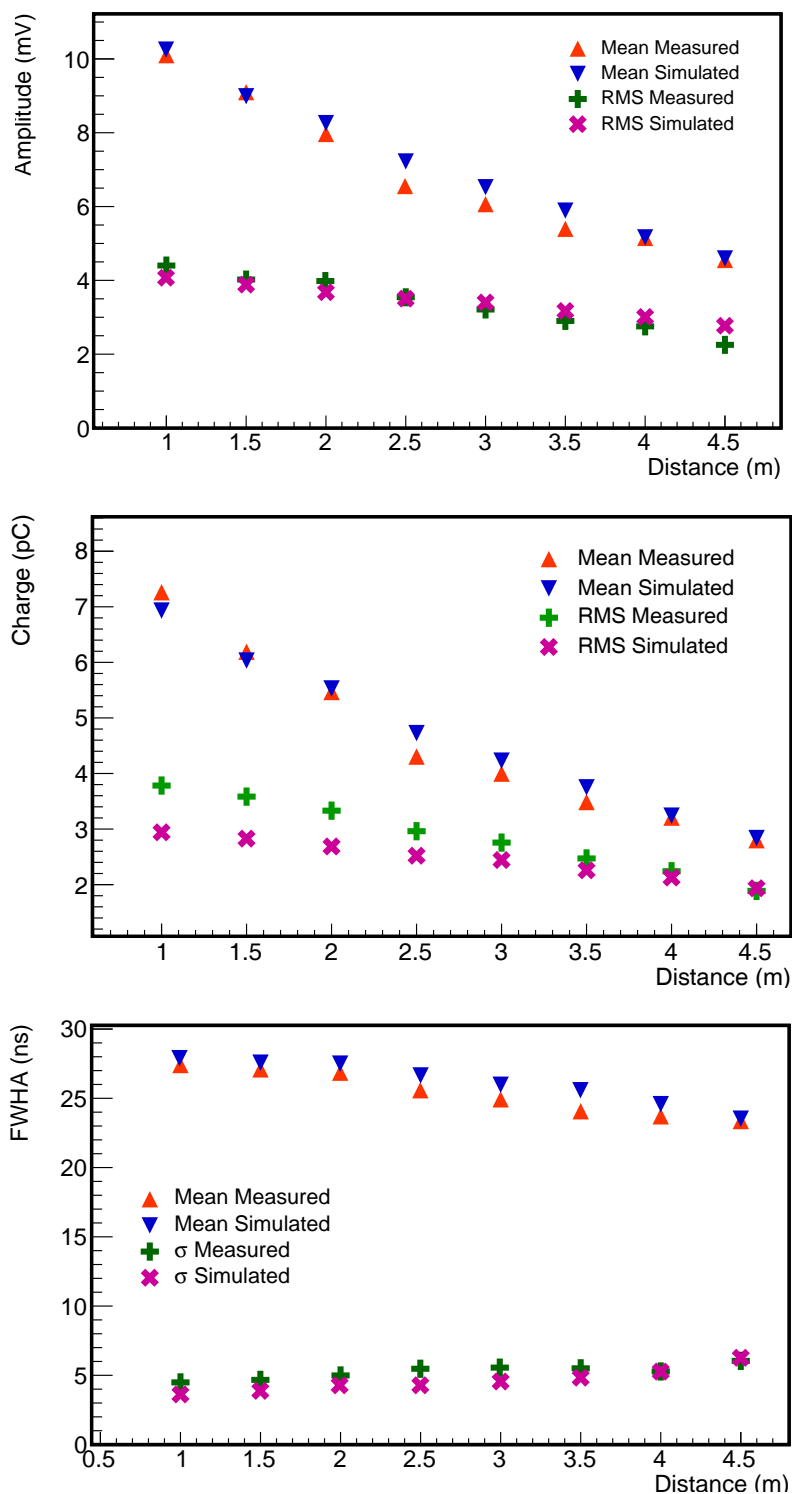 Amplitude (mV)
10
8
6
4
2
0
Mean Measured
Mean Simulated
RMS Measured
RMS Simulated
1 1.5 2 2.5 3 3.5 4 4.5
Distance (m)
Charge (pC)
8
7
6
5
4
3
2
Mean Measured
Mean Simulated
RMS Measured
RMS Simulated
1 1.5 2 2.5 3 3.5 4 4.5
Distance (m)
FWHA (ns)
30
25
20
15
10
5
0
Mean Measured
Mean Simulated
σ Measured
σ Simulated
0.5 1 1.5 2 2.5 3 3.5 4 4.5
Distance (m)